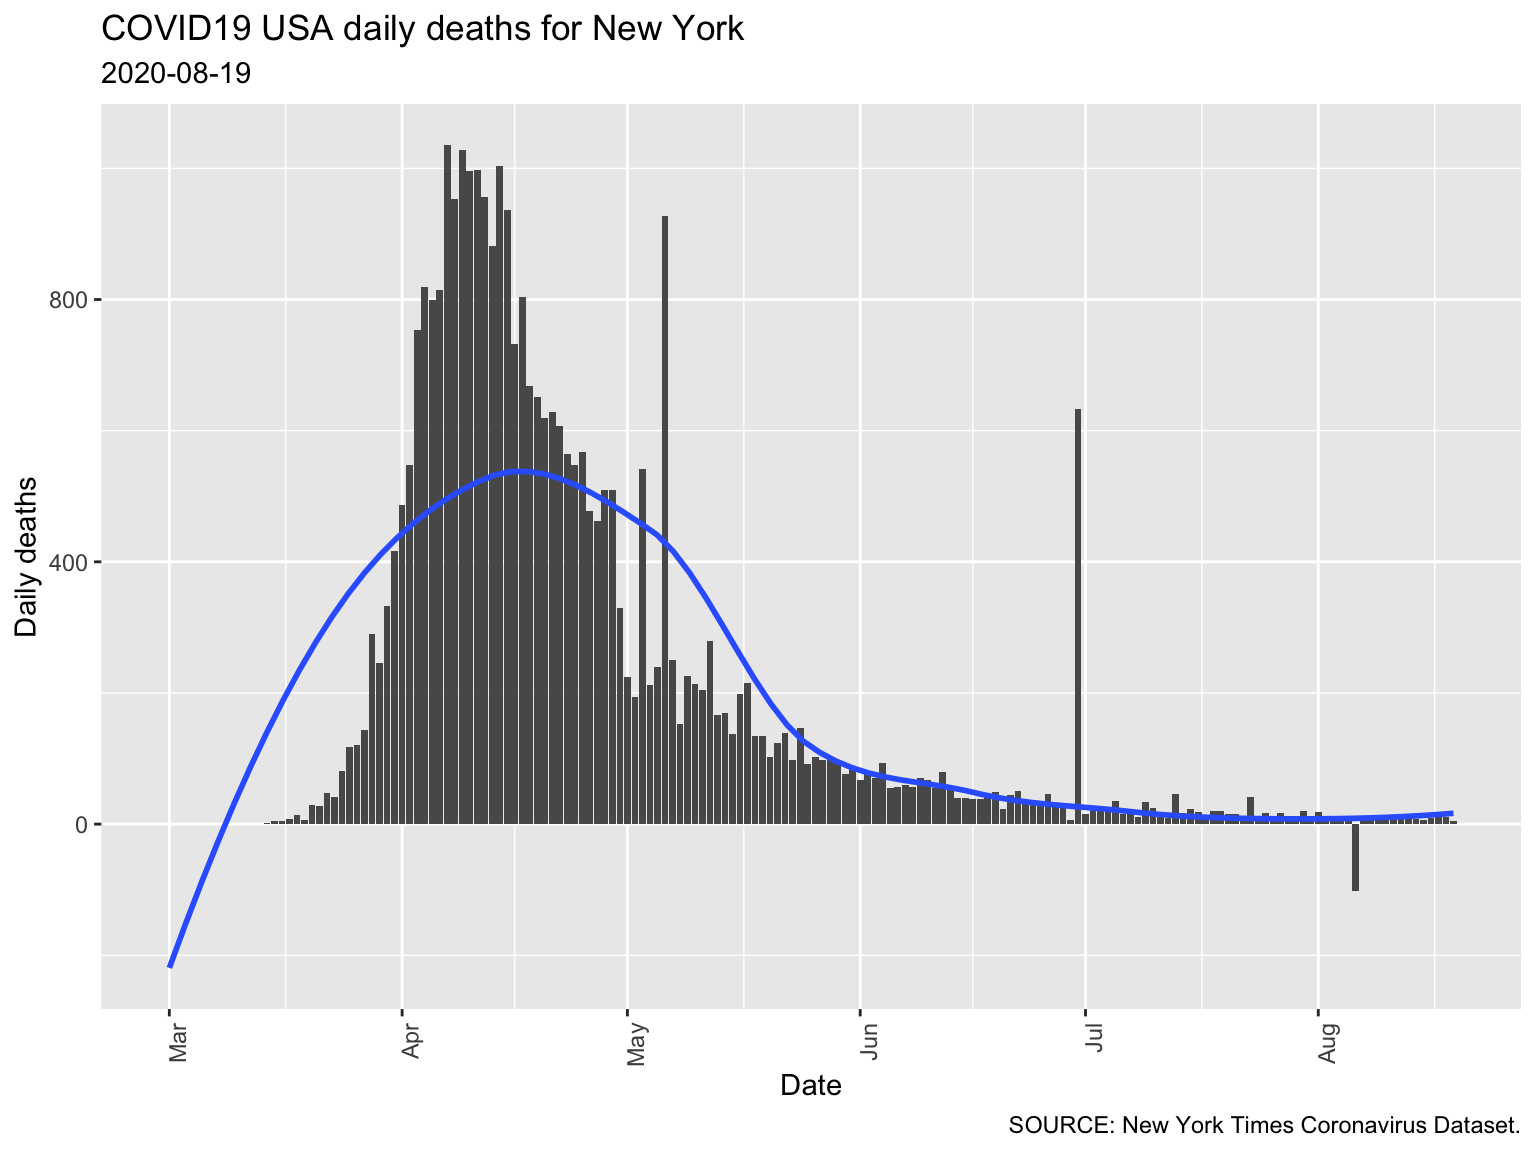 COVID19 USA daily deaths for New York
2020-08-19
Daily deaths
800
400
0
Mar
Apr
May
Jun
Jul
Aug
Date
SOURCE: New York Times Coronavirus Dataset.